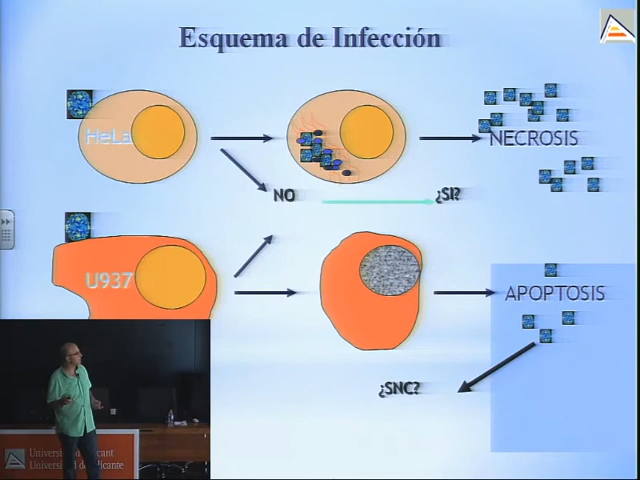 Esquema de Infección
HeLa
NECROSIS
NO
¿SI?
U937
APOPTOSIS
¿SNC?
Universitat d'Alacant
Universidad de Alicante